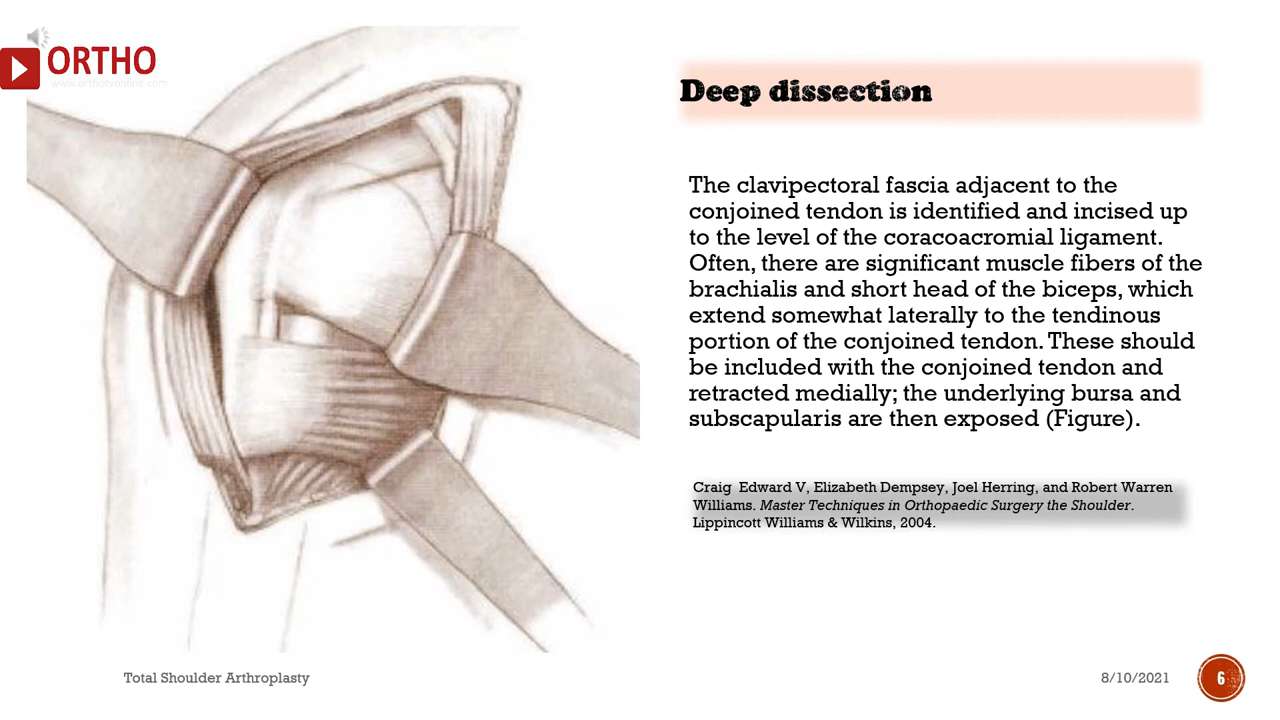 ORTHO
www.orthotvonline.com
Deep dissection
The clavipectoral fascia adjacent to the
conjoined tendon is identified and incised up
to the level of the coracoacromial ligament.
Often, there are significant muscle fibers of the
brachialis and short head of the biceps, which
extend somewhat laterally to the tendinous
portion of the conjoined tendon. These should
be included with the conjoined tendon and
retracted medially; the underlying bursa and
subscapularis are then exposed (Figure).
Craig Edward V, Elizabeth Dempsey, Joel Herring, and Robert Warren
Williams. Master Techniques in Orthopaedic Surgery the Shoulder.
Lippincott Williams & Wilkins, 2004.
Total Shoulder Arthroplasty
8/10/2021
6